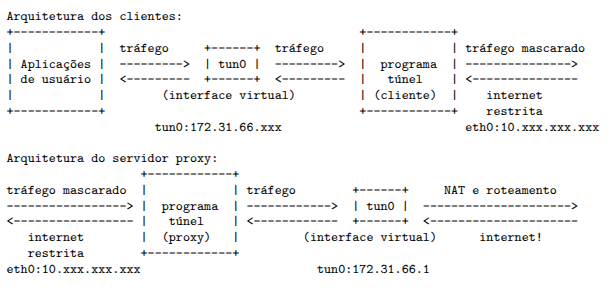 Arquitetura dos clientes:
+------------+                                     +------------+
|            |  tráfego     +------+  tráfego      |            | tráfego mascarado
| Aplicações | ---------> | tun0 | ---------> |  programa  | -------------->
| de usuário | <--------- +------+ <--------- |   túnel    | <--------------
|            |       (interface virtual)         | (cliente)  |    internet
+------------+                                     +------------+    restrita
tun0:172.31.66.xxx                                     eth0:10.xxx.xxx.xxx
Arquitetura do servidor proxy:
+------------+
tráfego mascarado |            | tráfego       +------+     NAT e roteamento
----------------> |  programa  | ------------> | tun0 | -------------------->
<---------------- |   túnel    | <------------ +------+ <--------------------
internet      |  (proxy)   |        (interface virtual)      internet!
restrita      +------------+
eth0:10.xxx.xxx.xxx                       tun0:172.31.66.1